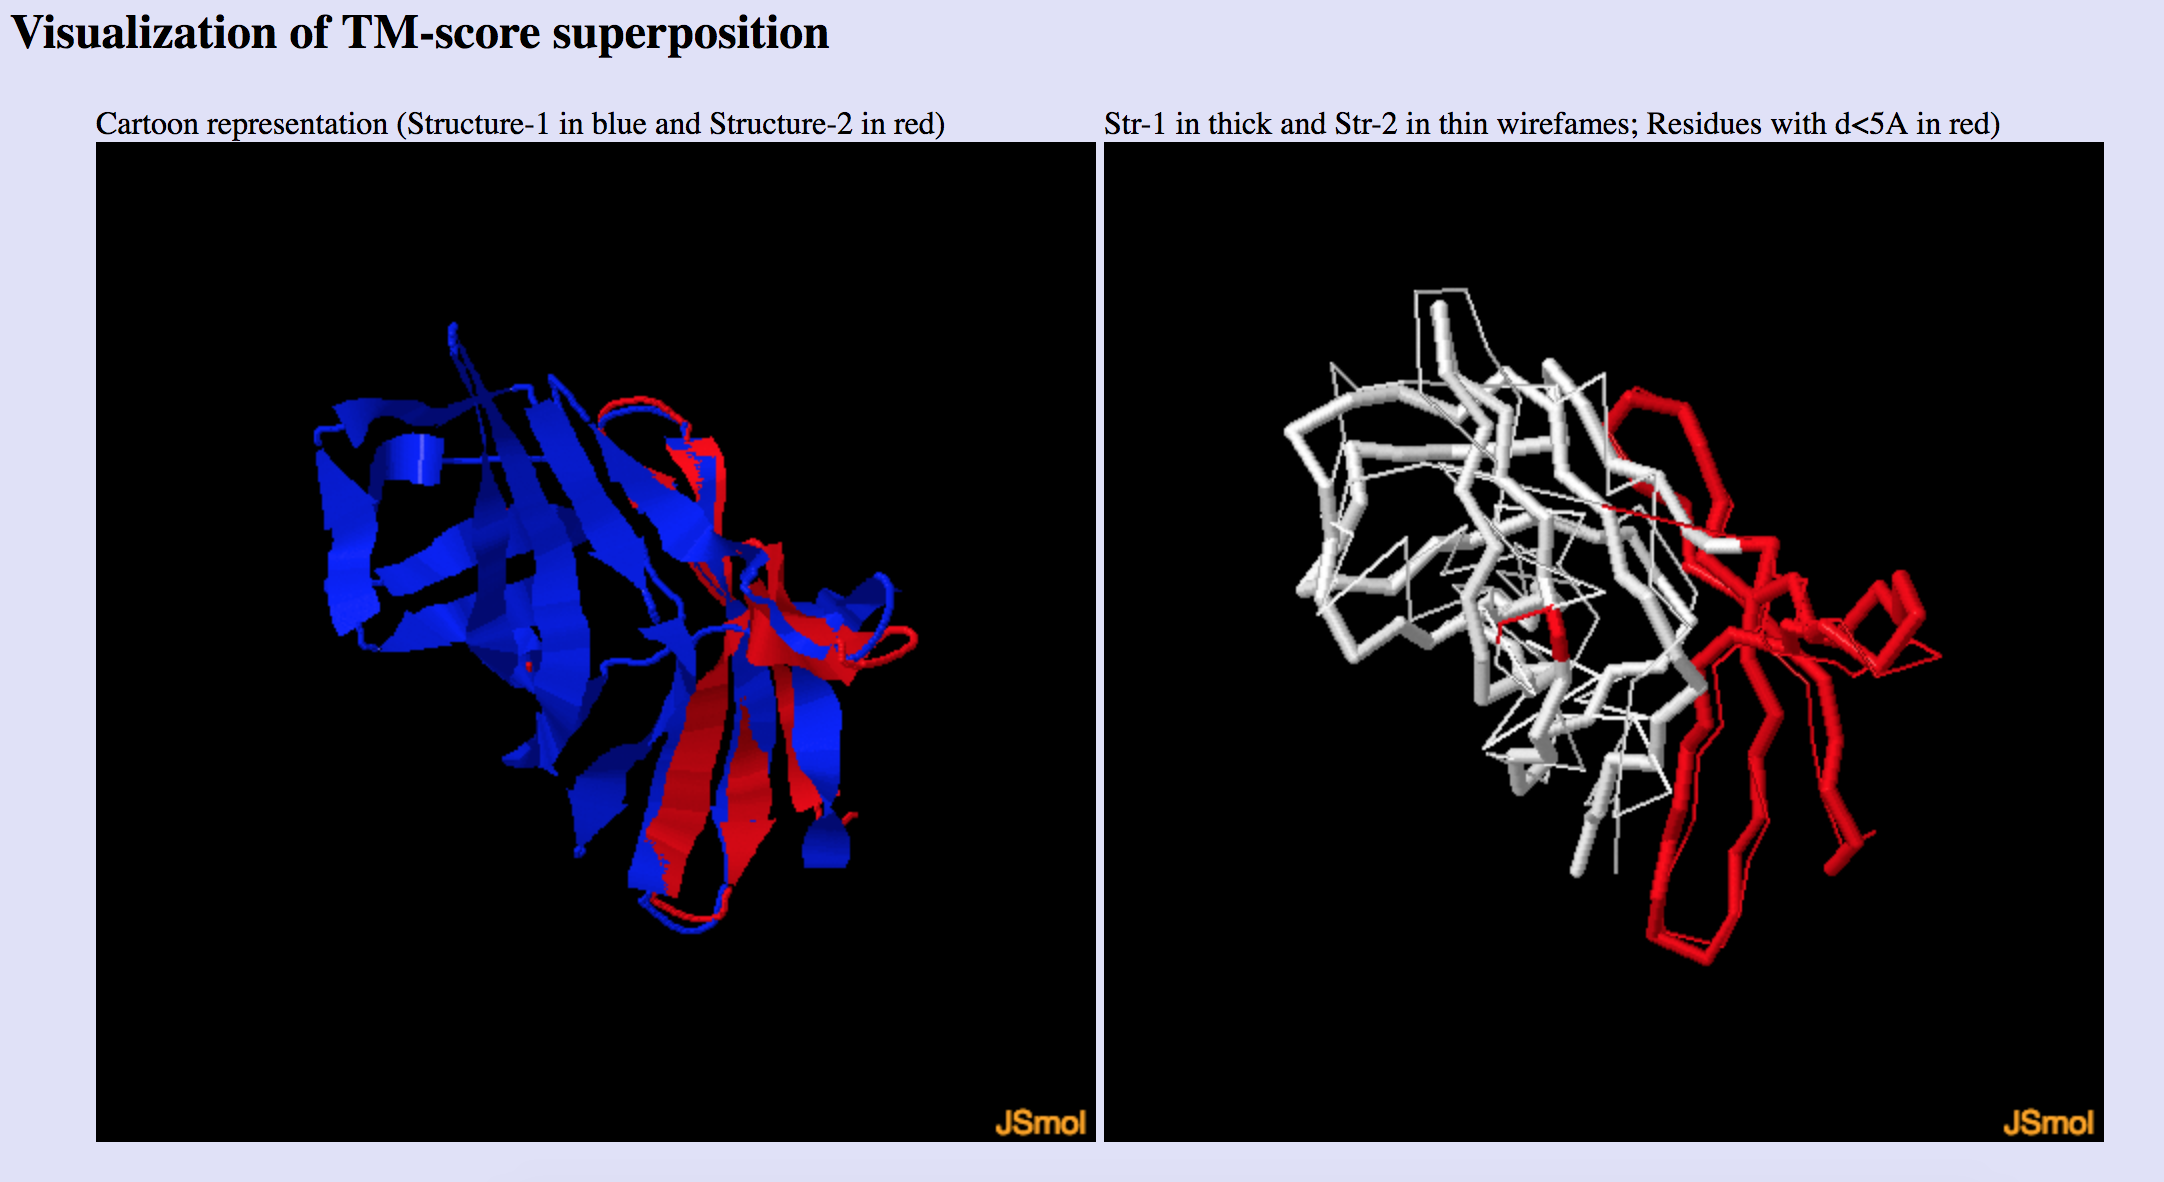 Visualization of TM-score superposition
Cartoon representation (Structure-1 in blue and Structure-2 in red)
Str-1 in thick and Str-2 in thin wirefames; Residues with d<5A in red)
JSmol
JSmol